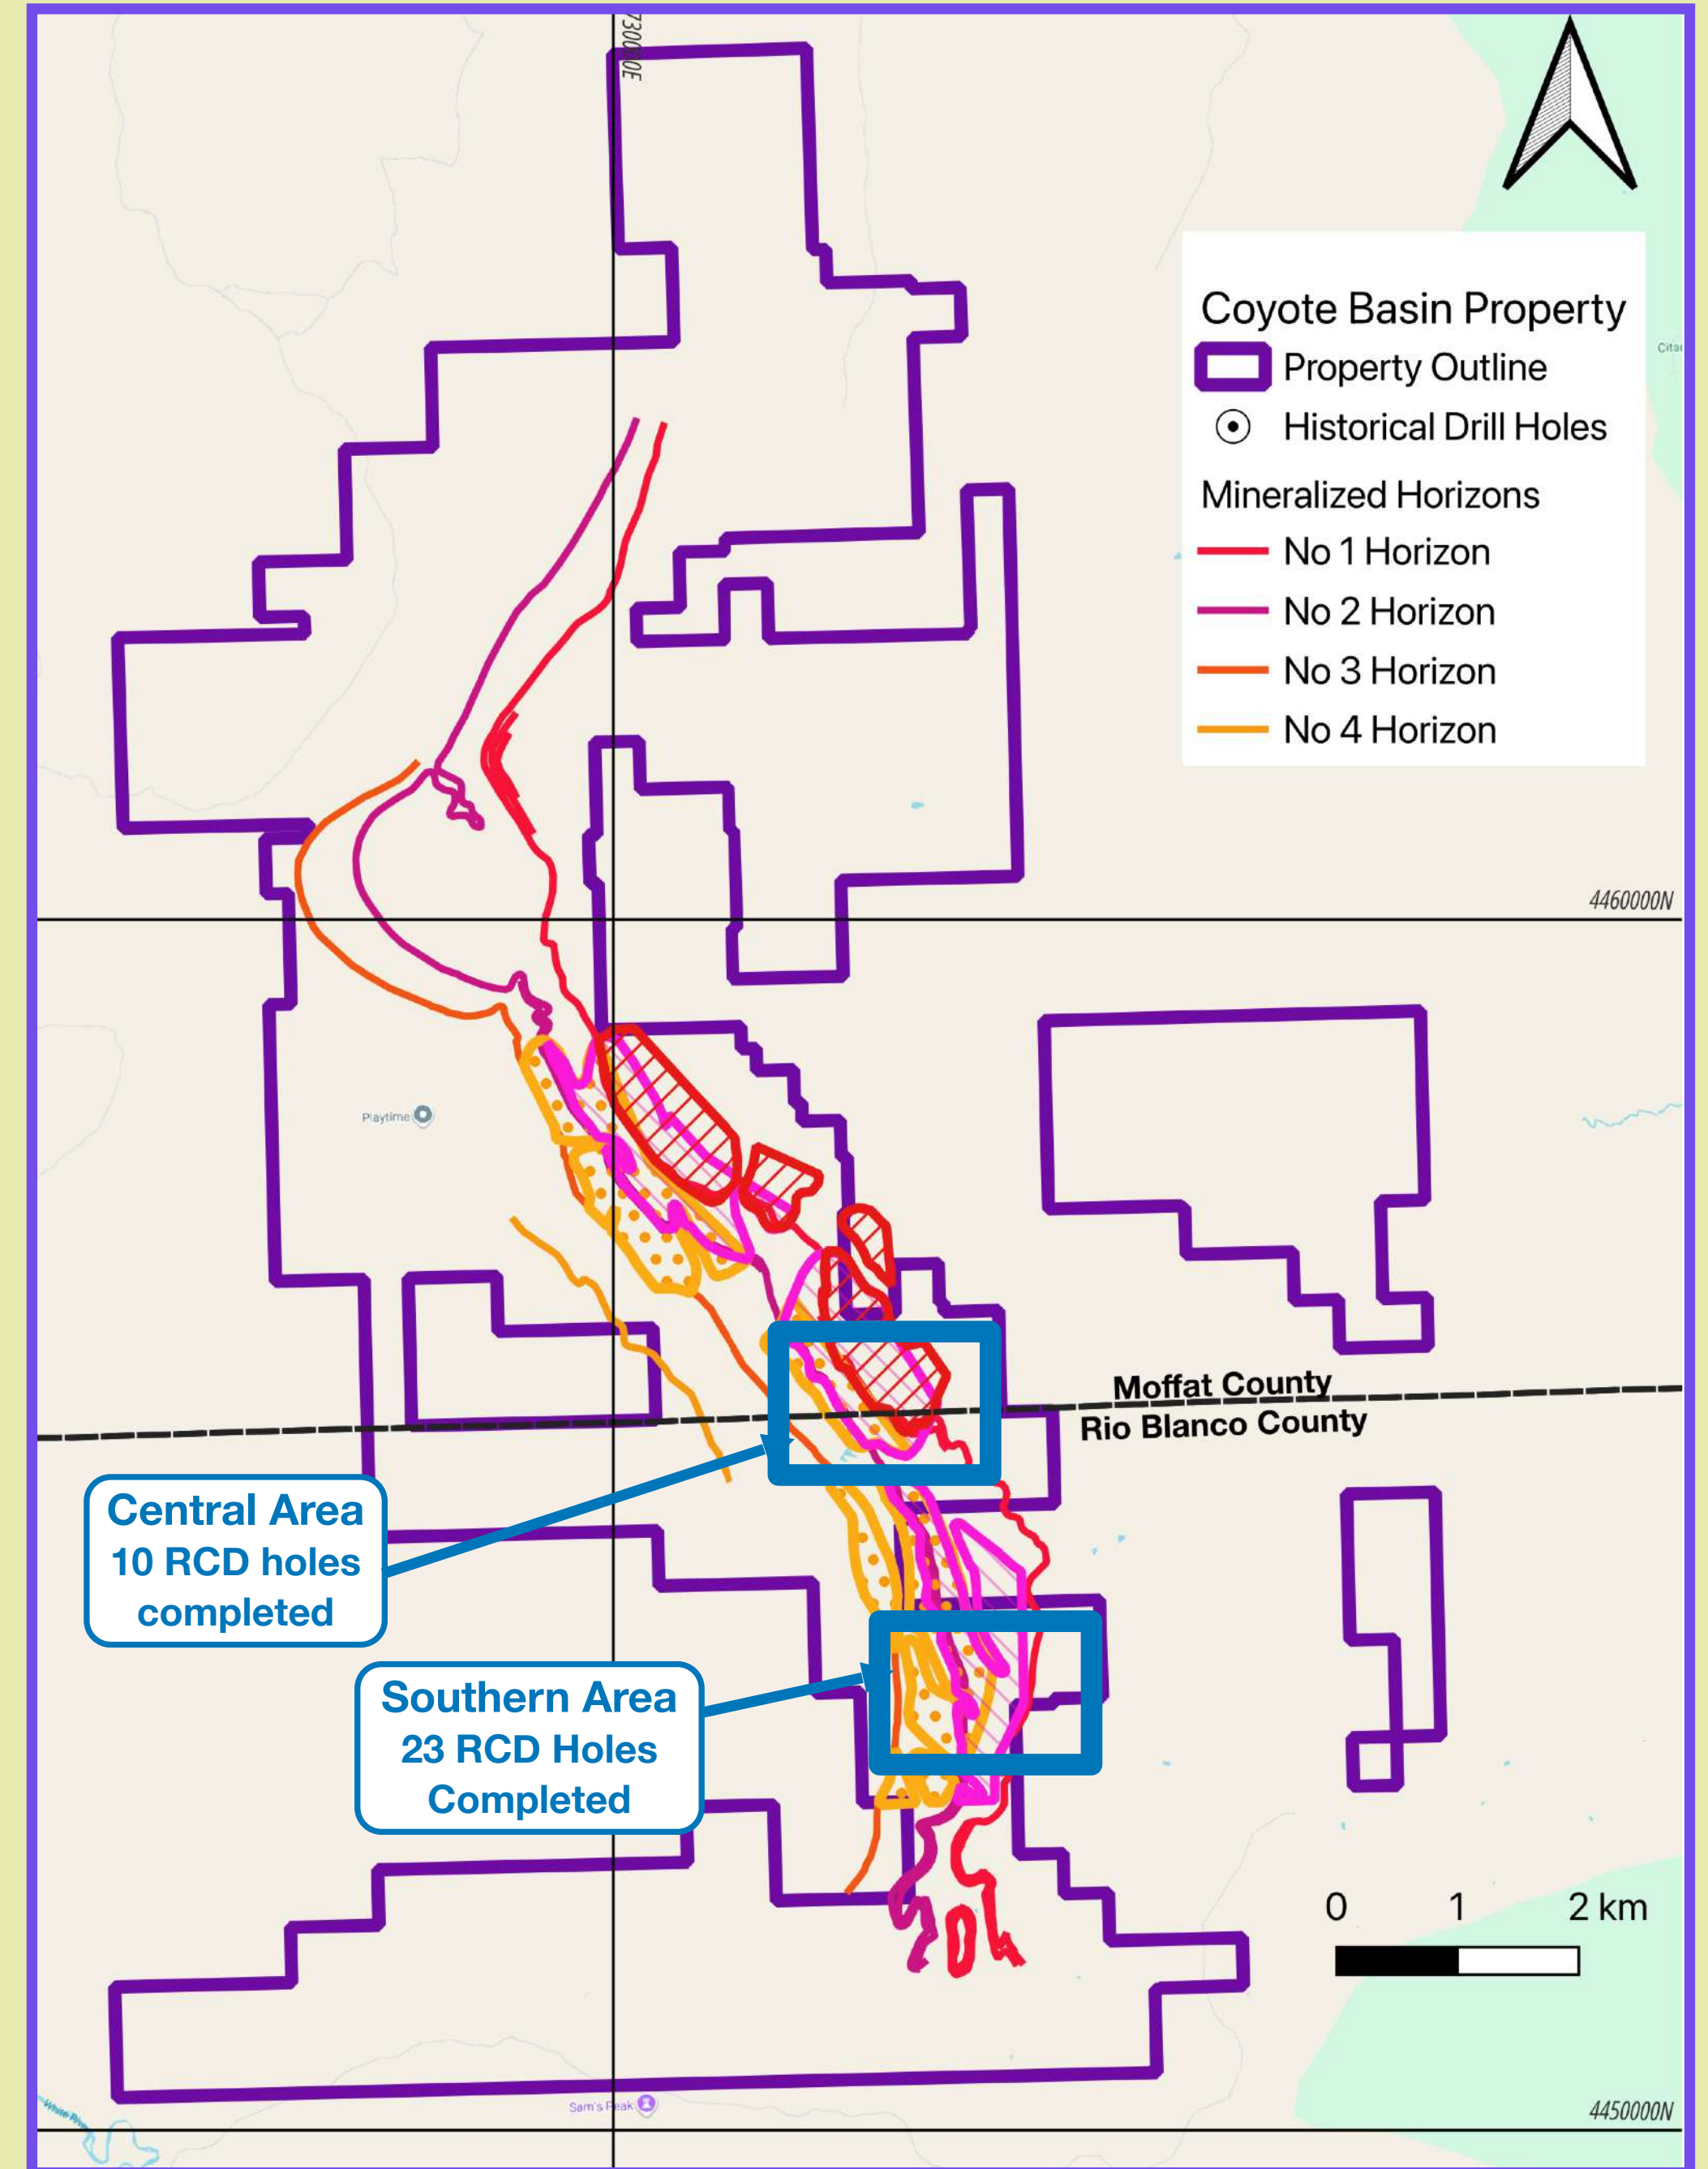 730000E
Coyote Basin Property
Property Outline
Historical Drill Holes
Mineralized Horizons
No 1 Horizon
No 2 Horizon
No 3 Horizon
No 4 Horizon
4460000N
Playtime
Moffat County
Rio Blanco County
Central Area
10 RCD holes
completed
Southern Area
23 RCD Holes
Completed
0 1 2 km
4450000N
Sam's Peak
White